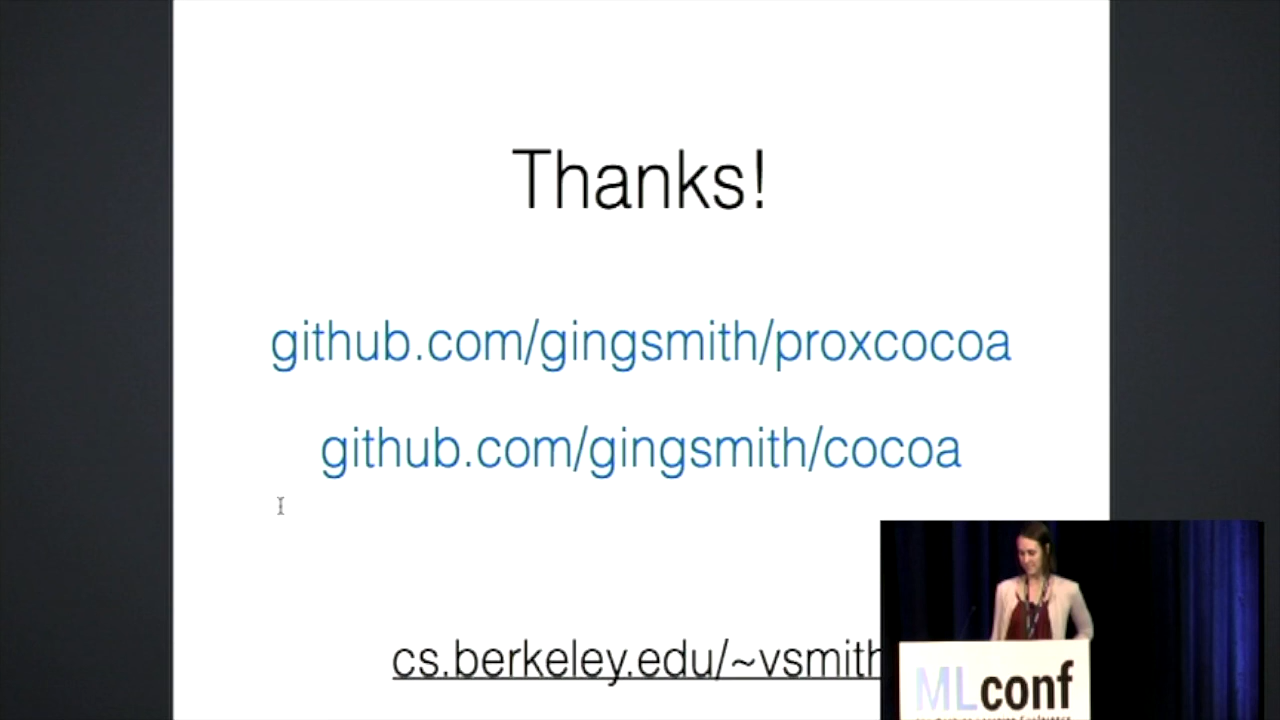 Thanks!
github.com/gingsmith/proxcocoa
github.com/gingsmith/cocoa
cs.berkeley.edu/~vsmith
MLconf